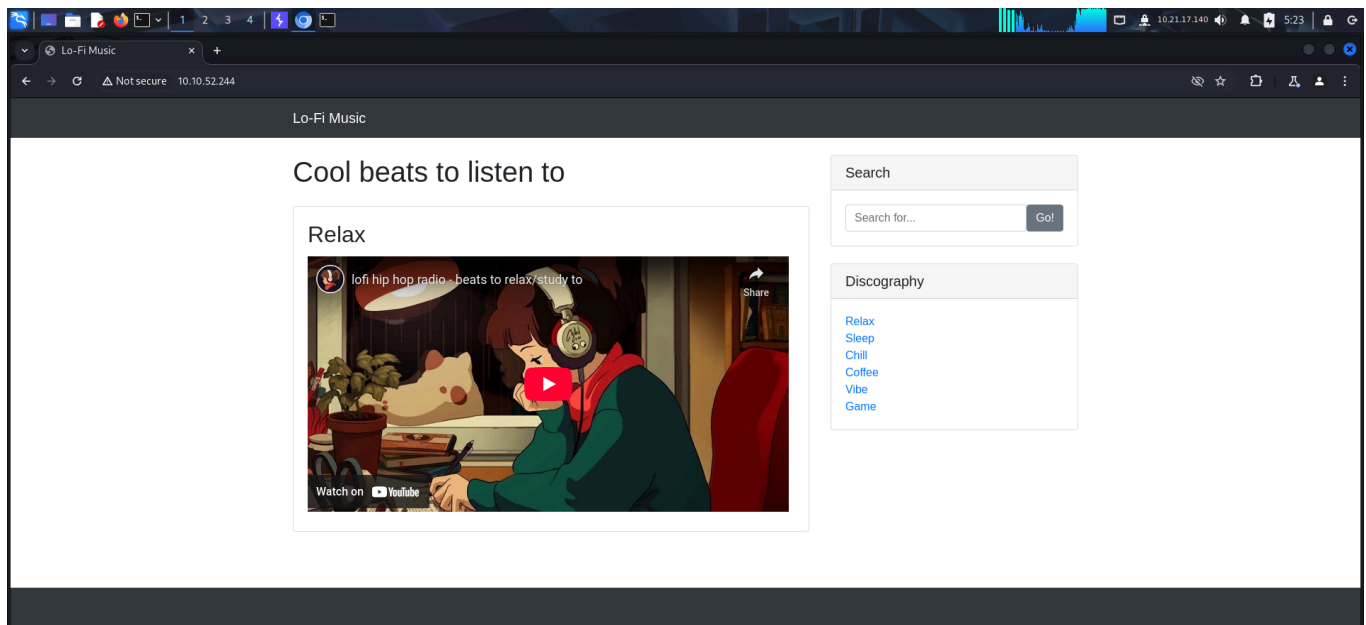 1 2 3 4 10.21.17.140 5:23
Lo-Fi Music
Not secure 10.10.52.244
Lo-Fi Music
Cool beats to listen to
Relax
lofi hip hop radio - beats to relax/study to
Share
Watch on YouTube
Search
Search for... Go!
Discography
Relax
Sleep
Chill
Coffee
Vibe
Game